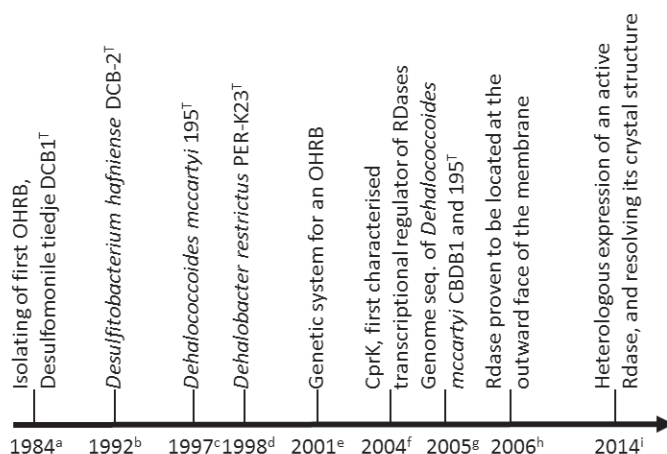 Isolating of first OHRB,
Desulfomonile tiedje DCB1ᵀ
Desulfitobacterium hafniense DCB-2ᵀ
Dehalococcoides mccartyi 195ᵀ
Dehalobacter restrictus PER-K23ᵀ
Genetic system for an OHRB
CprK, first characterised
transcriptional regulator of RDases
Genome seq. of Dehalococcoides
mccartyi CBDB1 and 195ᵀ
Rdase proven to be located at the
outward face of the membrane
Heterologous expression of an active
Rdase, and resolving its crystal structure
1984ᵃ 1992ᵇ 1997ᶜ 1998ᵈ 2001ᵉ 2004ᶠ 2005ᵍ 2006ʰ 2014ⁱ